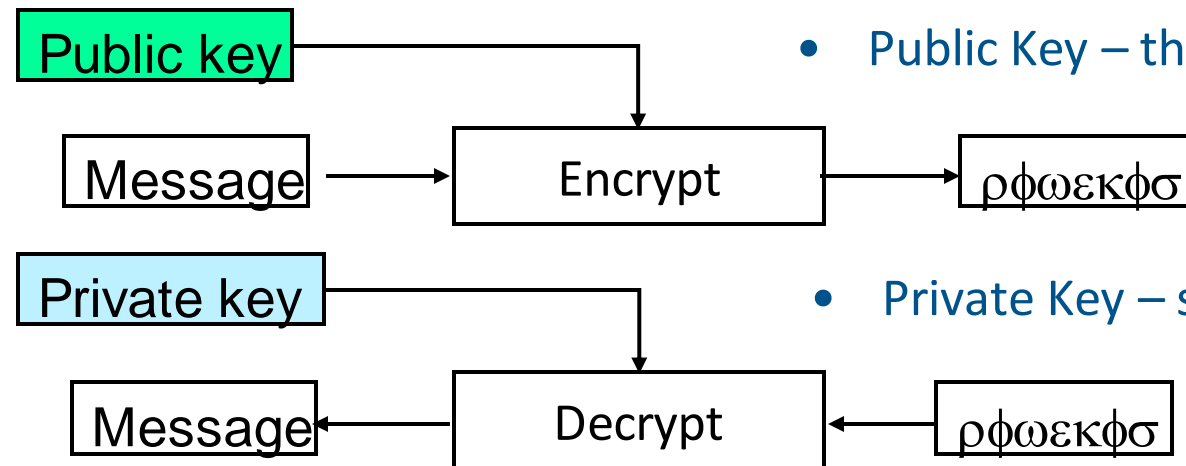 Public key
• Public Key – th
Message
Encrypt
ρϕωεκϕσ
Private key
• Private Key – s
Message
Decrypt
ρϕωεκϕσ